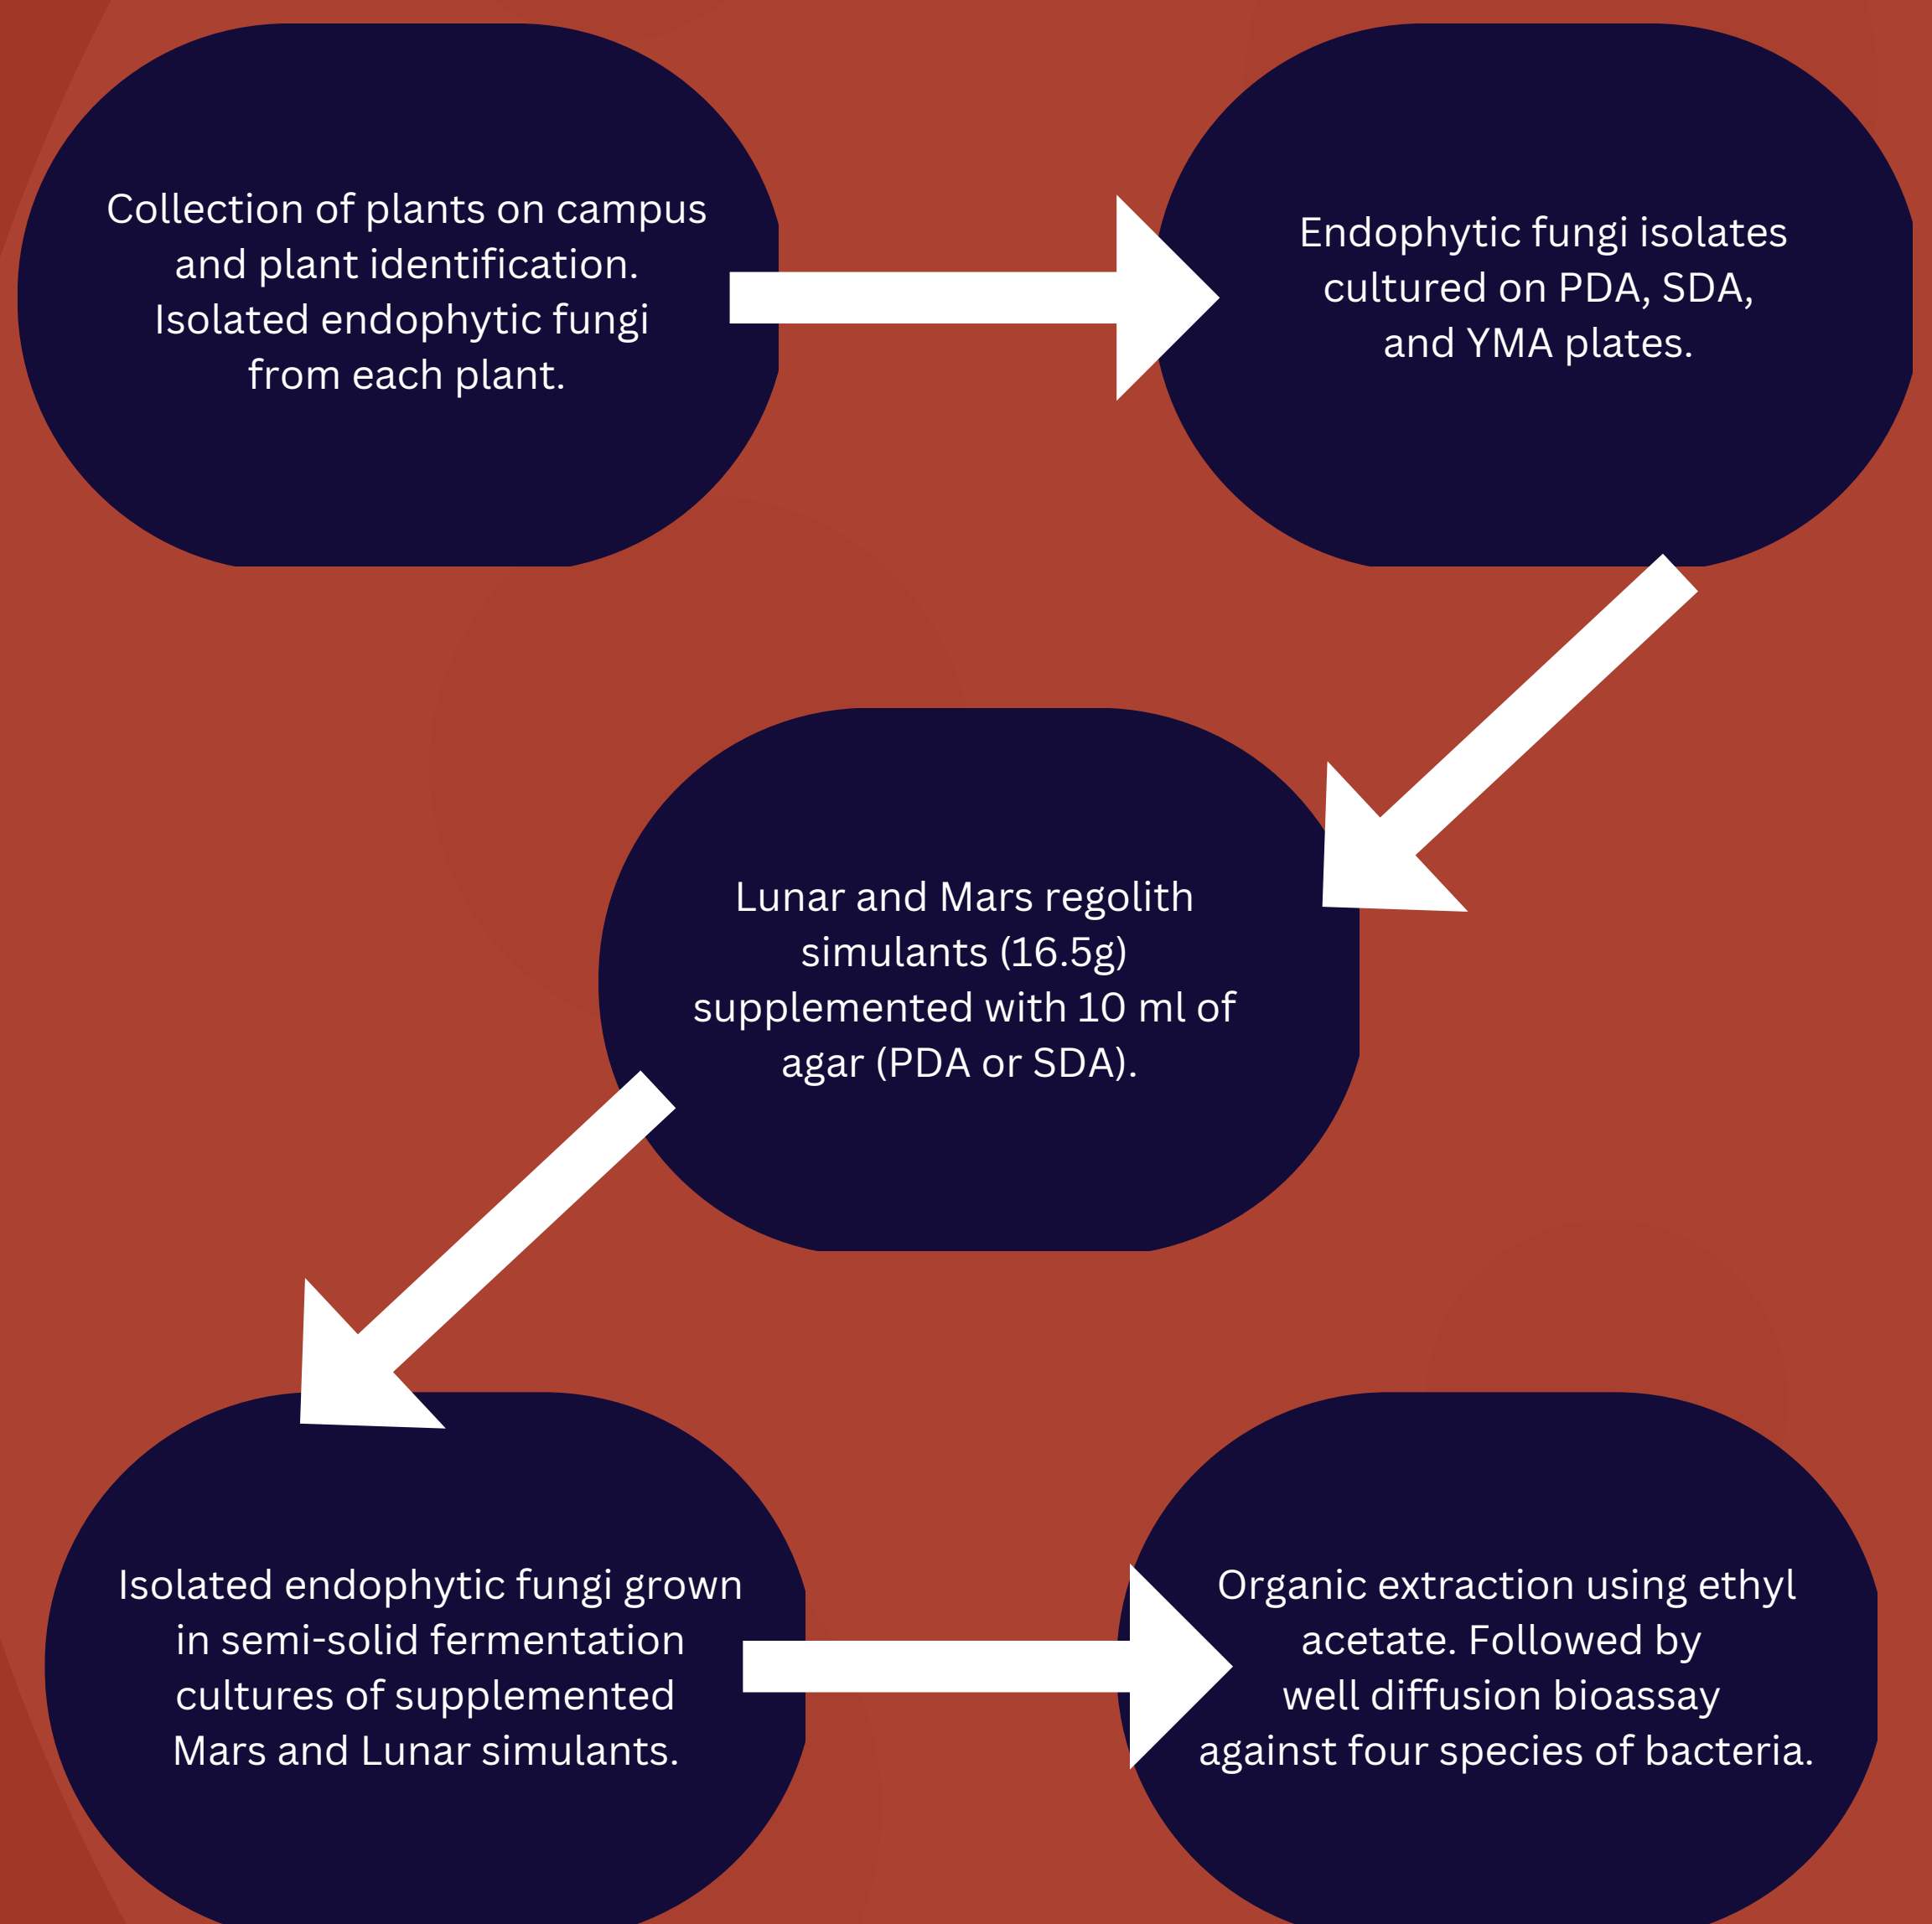 Collection of plants on campus
and plant identification.
Isolated endophytic fungi
from each plant.
Endophytic fungi isolates
cultured on PDA, SDA,
and YMA plates.
Lunar and Mars regolith
simulants (16.5g)
supplemented with 10 ml of
agar (PDA or SDA).
Isolated endophytic fungi grown
in semi-solid fermentation
cultures of supplemented
Mars and Lunar simulants.
Organic extraction using ethyl
acetate. Followed by
well diffusion bioassay
against four species of bacteria.